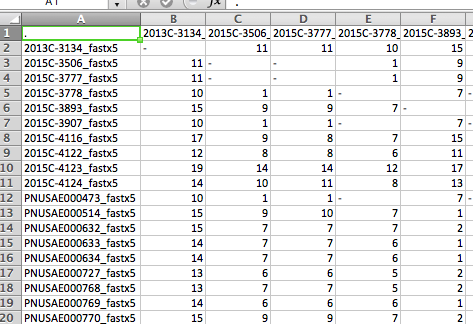 A1 .
A B C D E F
1 . 2013C-3134_ 2015C-3506_ 2015C-3777_ 2015C-3778_ 2015C-3893_
2 2013C-3134_fastx5 - 11 11 10 15
3 2015C-3506_fastx5 11 - - 1 9
4 2015C-3777_fastx5 11 - - 1 9
5 2015C-3778_fastx5 10 1 1 - 7
6 2015C-3893_fastx5 15 9 9 7 -
7 2015C-3907_fastx5 10 1 1 - 7 -
8 2015C-4116_fastx5 17 9 8 7 15
9 2015C-4122_fastx5 12 8 8 6 11
10 2015C-4123_fastx5 19 14 14 12 17
11 2015C-4124_fastx5 14 10 11 8 13
12 PNUSAE000473_fastx5 10 1 1 - 7 -
13 PNUSAE000514_fastx5 15 9 10 7 1
14 PNUSAE000632_fastx5 15 7 7 7 2
15 PNUSAE000633_fastx5 14 7 7 6 1
16 PNUSAE000634_fastx5 14 7 7 6 1
17 PNUSAE000727_fastx5 13 6 6 5 2
18 PNUSAE000768_fastx5 13 7 7 5 2
19 PNUSAE000769_fastx5 14 6 6 6 1
20 PNUSAE000770_fastx5 15 9 9 7 2